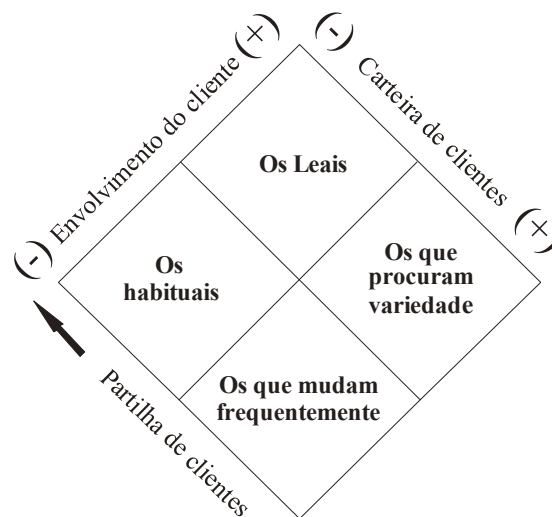 (-) Envolvimento do cliente (+)
(-) Carteira de clientes (+)
Os Leais
Os
habituais
Os que
procuram
variedade
Os que mudam
frequentemente
Partilha de clientes